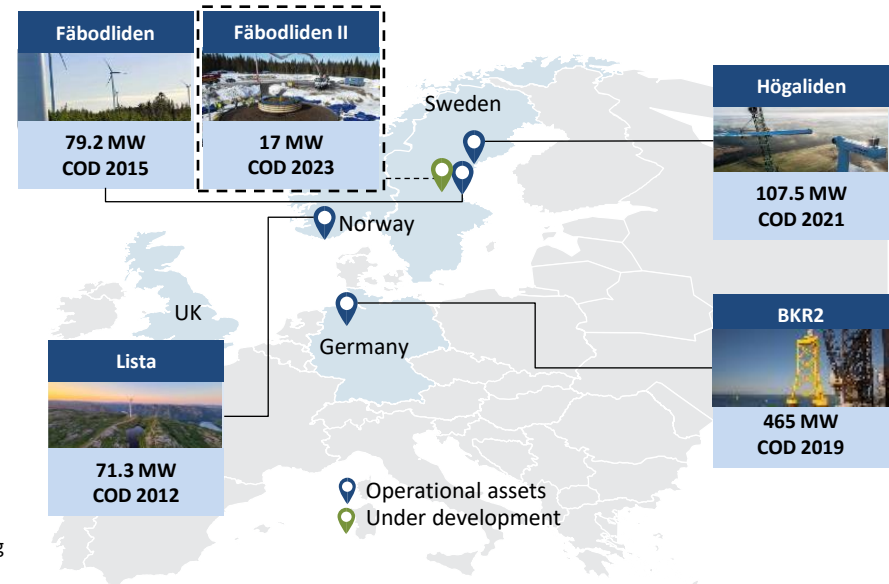 Fäbodliden
79.2 MW
COD 2015
Fäbodliden II
17 MW
COD 2023
Sweden
Högaliden
107.5 MW
COD 2021
Norway
UK
Germany
BKR2
465 MW
COD 2019
Lista
71.3 MW
COD 2012
Operational assets
Under development
g